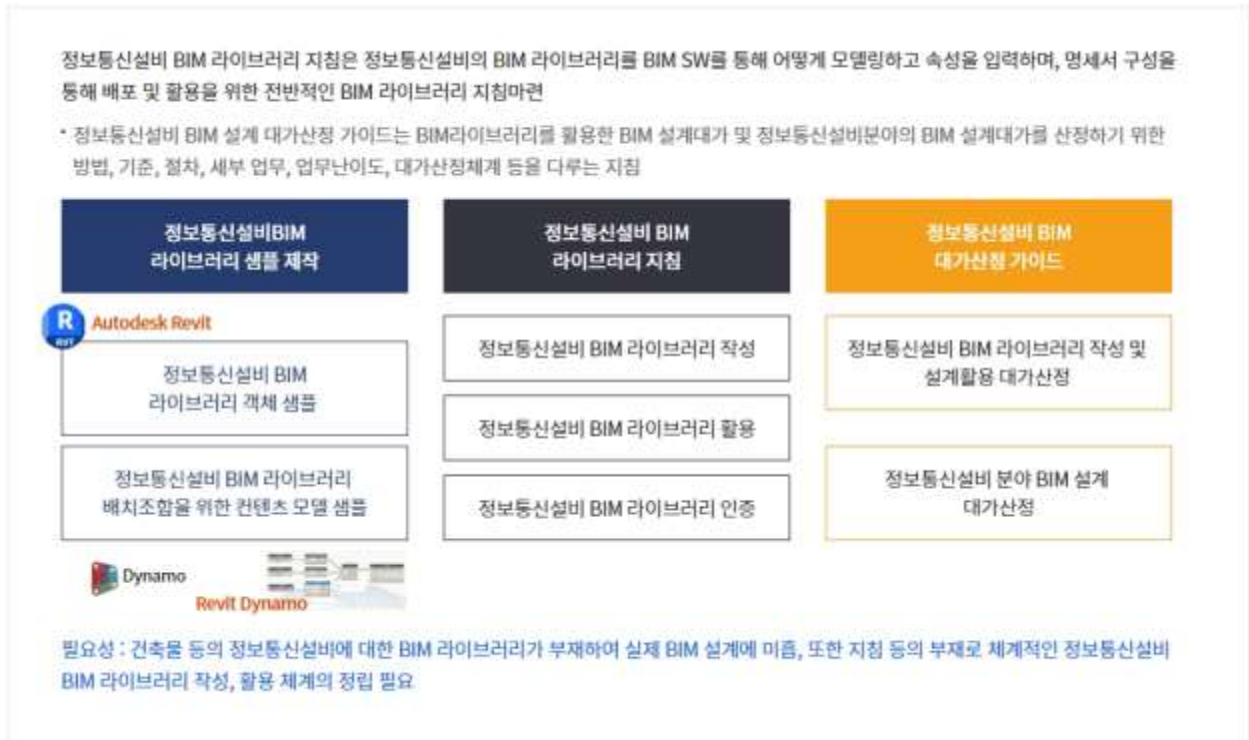 정보통신설비 BIM 라이브러리 지침은 정보통신설비의 BIM 라이브러리를 BIM SW를 통해 어떻게 모델링하고 속성을 입력하며, 명세서 구성을
통해 배포 및 활용을 위한 전반적인 BIM 라이브러리 지침마련
• 정보통신설비 BIM 설계 대가산정 가이드는 BIM라이브러리를 활용한 BIM 설계대가 및 정보통신설비분야의 BIM 설계대가를 산정하기 위한
방법, 기준, 절차, 세부 업무, 업무난이도, 대가산정체계 등을 다루는 지침
정보통신설비BIM
라이브러리 샘플 제작
R
RVT
Autodesk Revit
정보통신설비 BIM
라이브러리 객체 샘플
정보통신설비 BIM 라이브러리
배치조합을 위한 컨텐츠 모델 샘플
Dynamo
Revit Dynamo
정보통신설비 BIM
라이브러리 지침
정보통신설비 BIM 라이브러리 작성
정보통신설비 BIM 라이브러리 활용
정보통신설비 BIM 라이브러리 인증
정보통신설비 BIM
대가산정 가이드
정보통신설비 BIM 라이브러리 작성 및
설계활용 대가산정
정보통신설비 분야 BIM 설계
대가산정
필요성 : 건축물 등의 정보통신설비에 대한 BIM 라이브러리가 부재하여 실제 BIM 설계에 미흡, 또한 지침 등의 부재로 체계적인 정보통신설비
BIM 라이브러리 작성, 활용 체계의 정립 필요